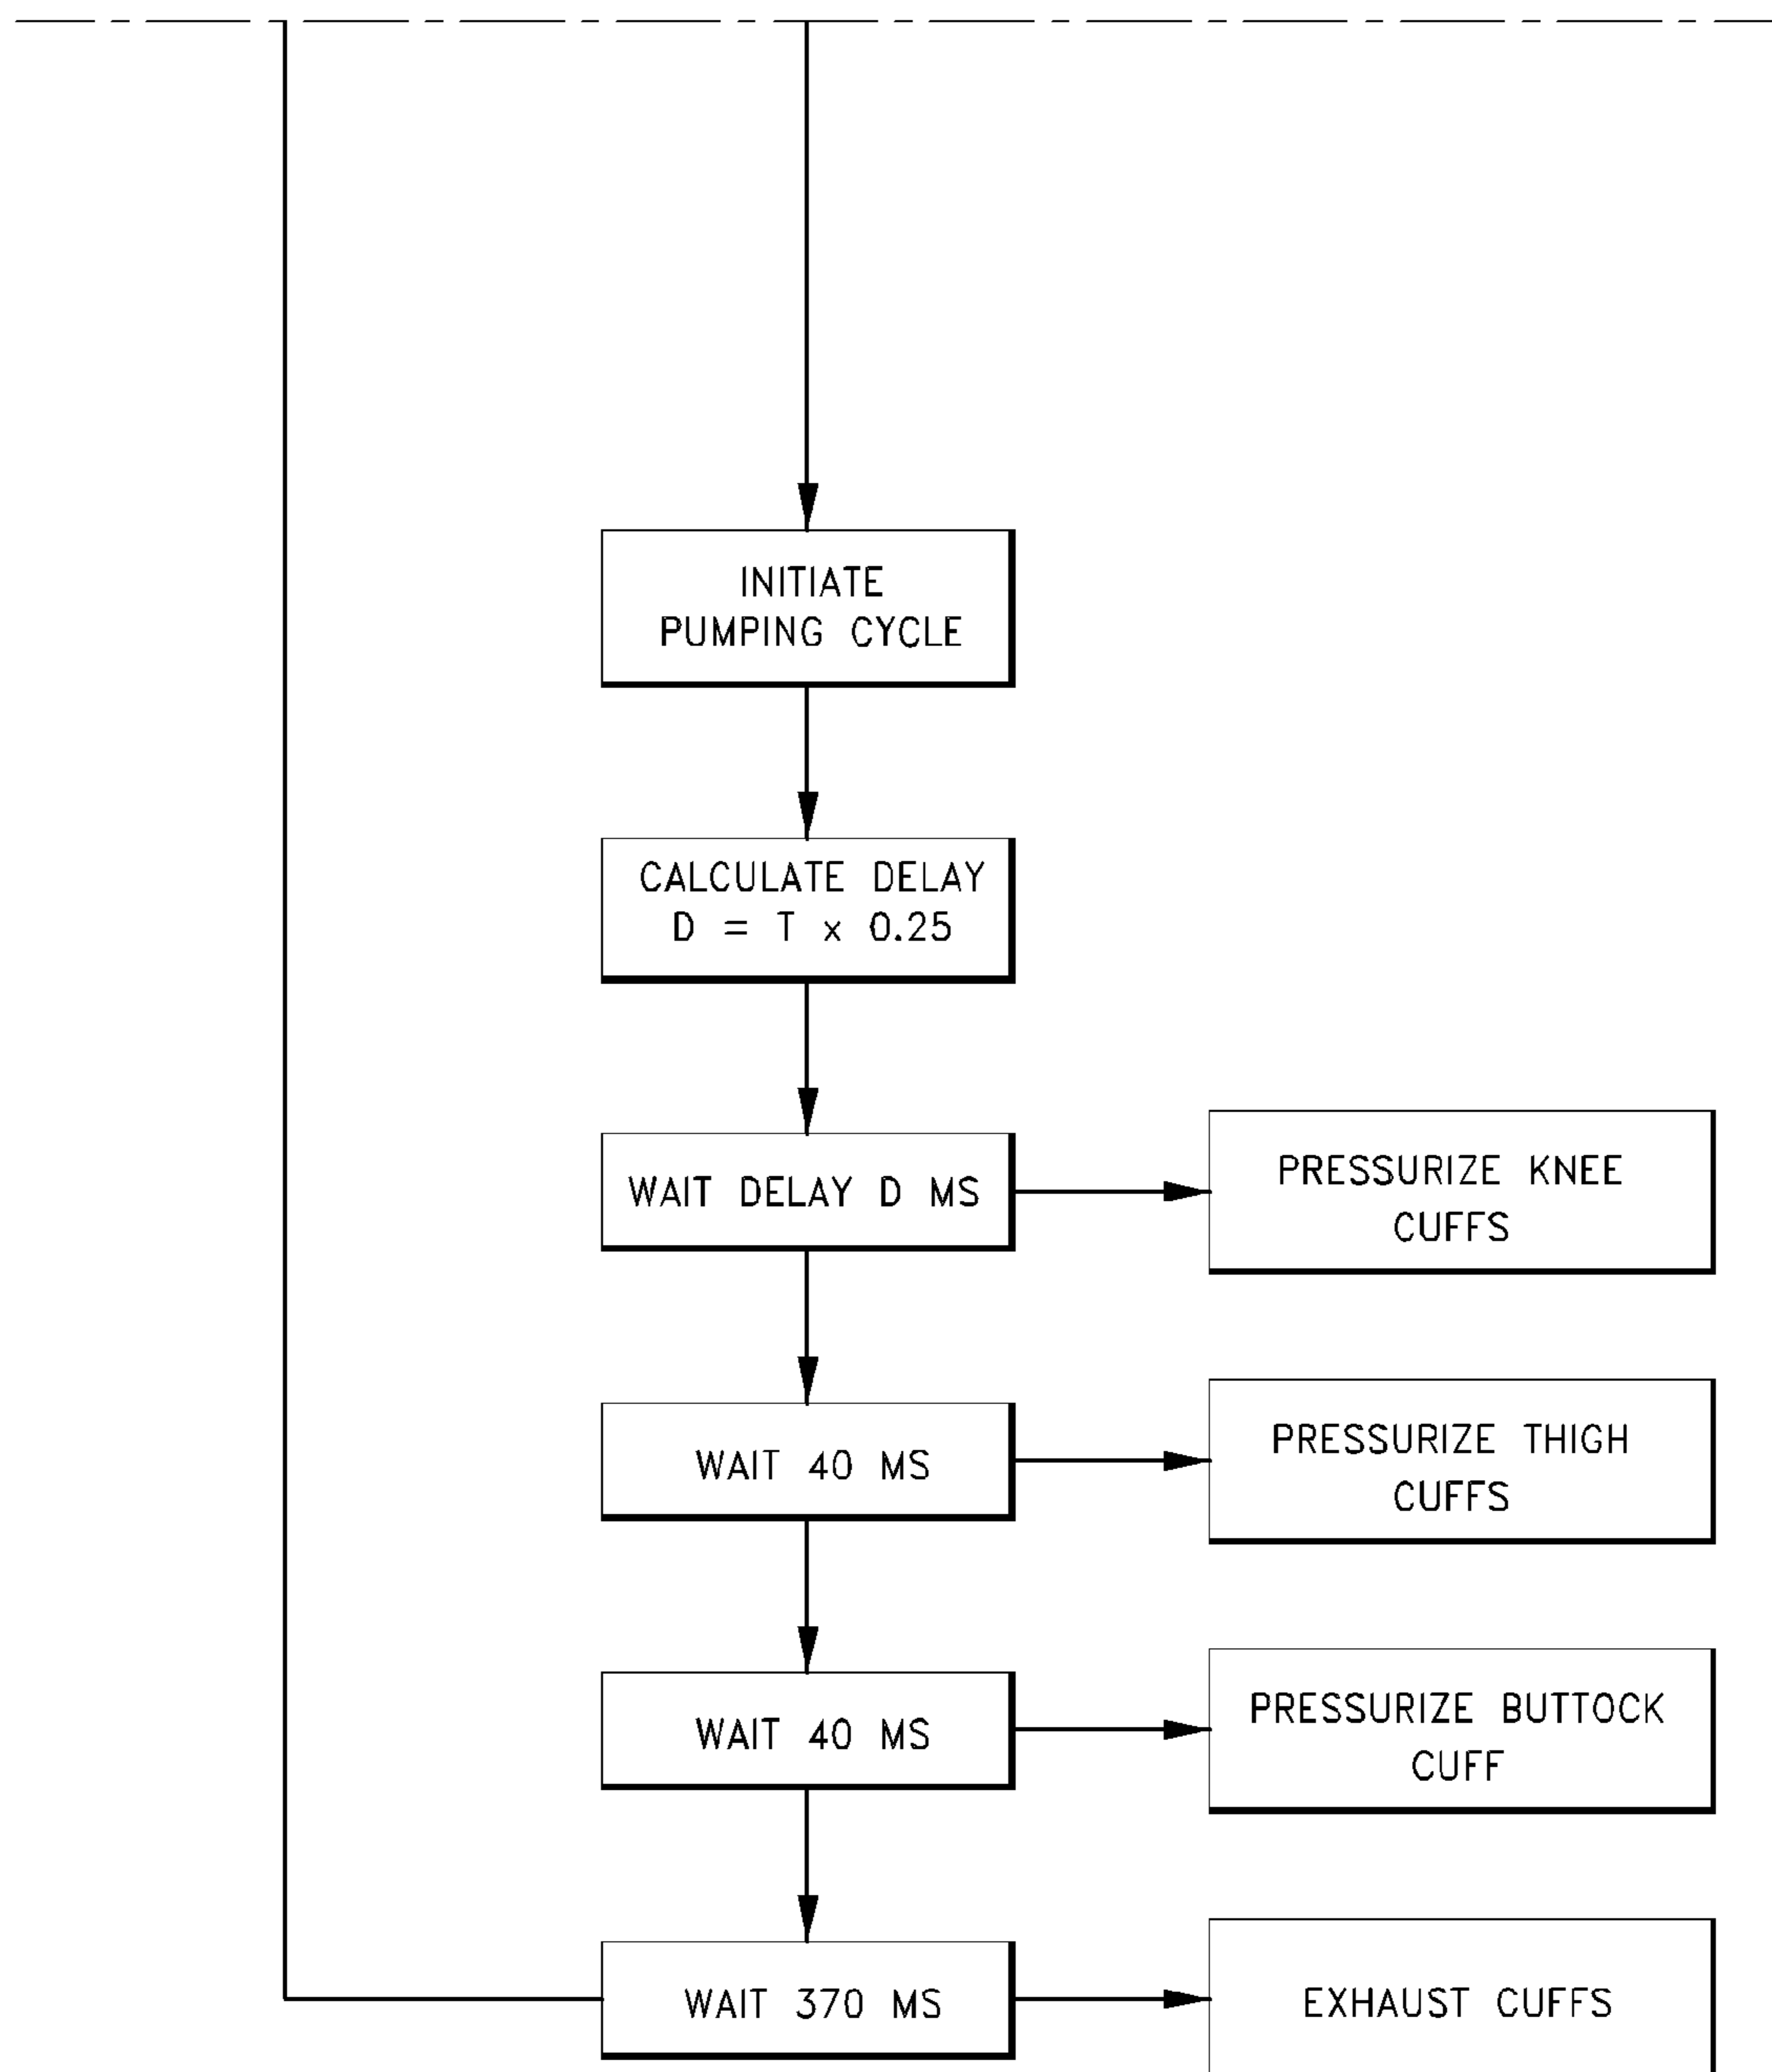 INITIATE
PUMPING CYCLE
CALCULATE DELAY
D = T x 0.25
WAIT DELAY D MS
PRESSURIZE KNEE
CUFFS
WAIT 40 MS
PRESSURIZE THIGH
CUFFS
WAIT 40 MS
PRESSURIZE BUTTOCK
CUFF
WAIT 370 MS
EXHAUST CUFFS